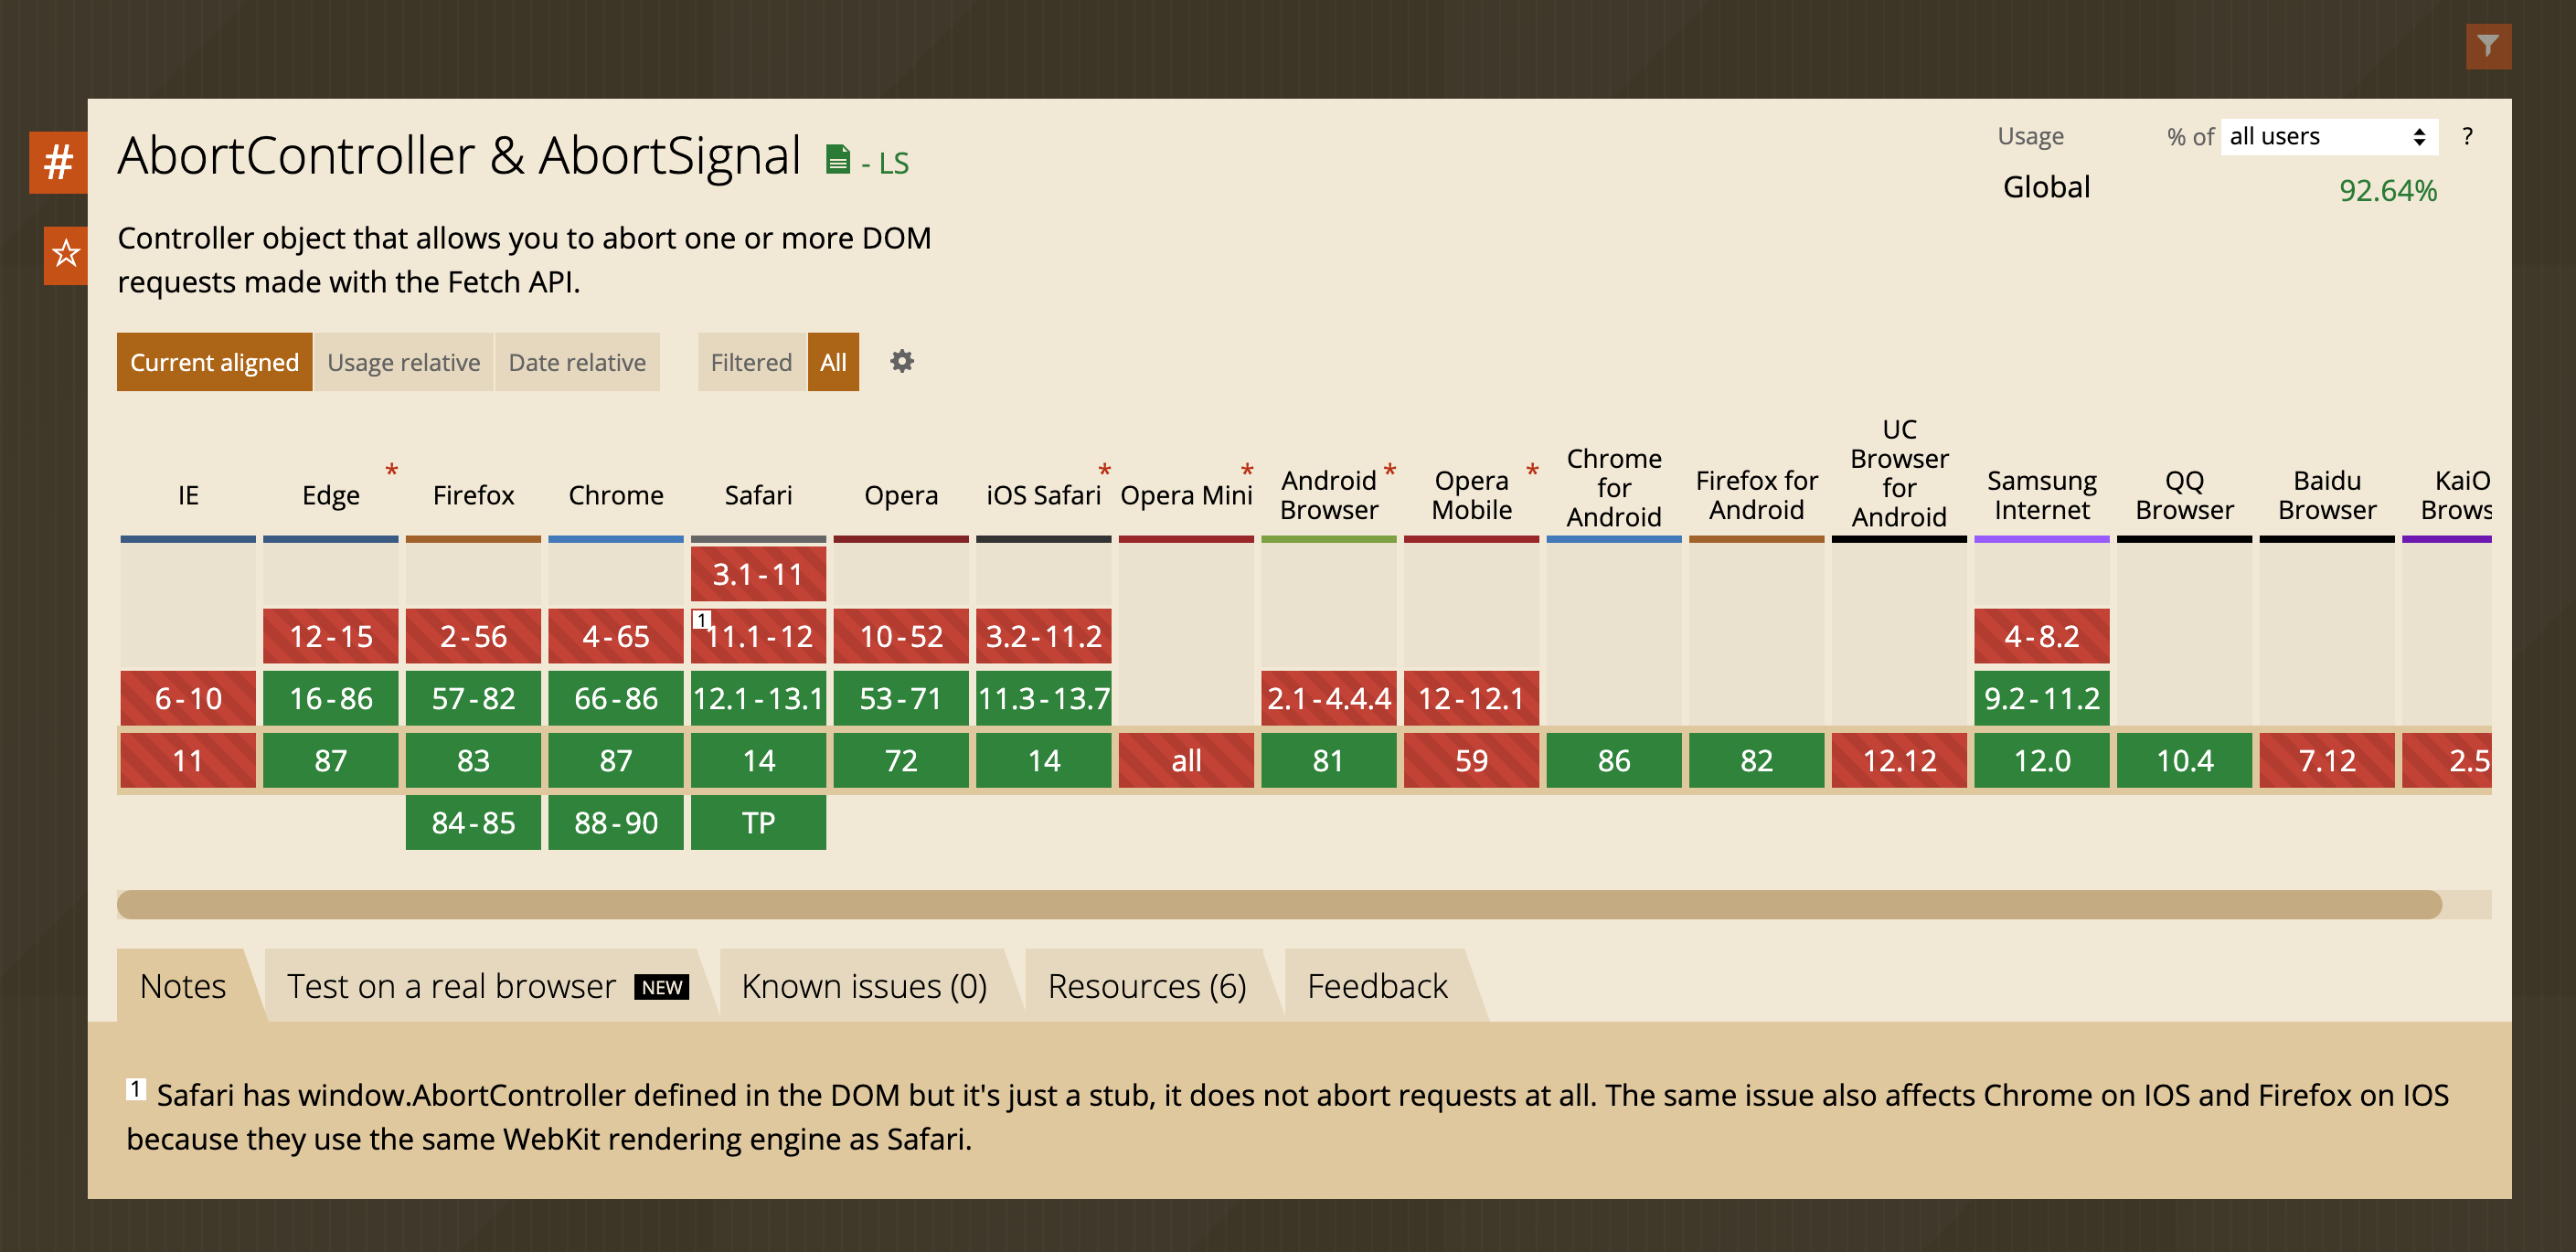 #
AbortController & AbortSignal - LS
Usage % of all users ?
Global 92.64%
Controller object that allows you to abort one or more DOM
requests made with the Fetch API.
Current aligned Usage relative Date relative Filtered All
IE Edge * Firefox Chrome Safari Opera iOS Safari * Opera Mini * Android Browser * Opera Mobile * Chrome for Android Firefox for Android UC Browser for Android Samsung Internet QQ Browser Baidu Browser KaiO Brows
3.1-11
12-15 2-56 4-65 1 11.1-12 10-52 3.2-11.2 4-8.2
6-10 16-86 57-82 66-86 12.1-13.1 53-71 11.3-13.7 2.1-4.4.4 12-12.1 9.2-11.2
11 87 83 87 14 72 14 all 81 59 86 82 12.12 12.0 10.4 7.12 2.5
84-85 88-90 TP
Notes Test on a real browser NEW Known issues (0) Resources (6) Feedback
1 Safari has window.AbortController defined in the DOM but it's just a stub, it does not abort requests at all. The same issue also affects Chrome on IOS and Firefox on IOS
because they use the same WebKit rendering engine as Safari.